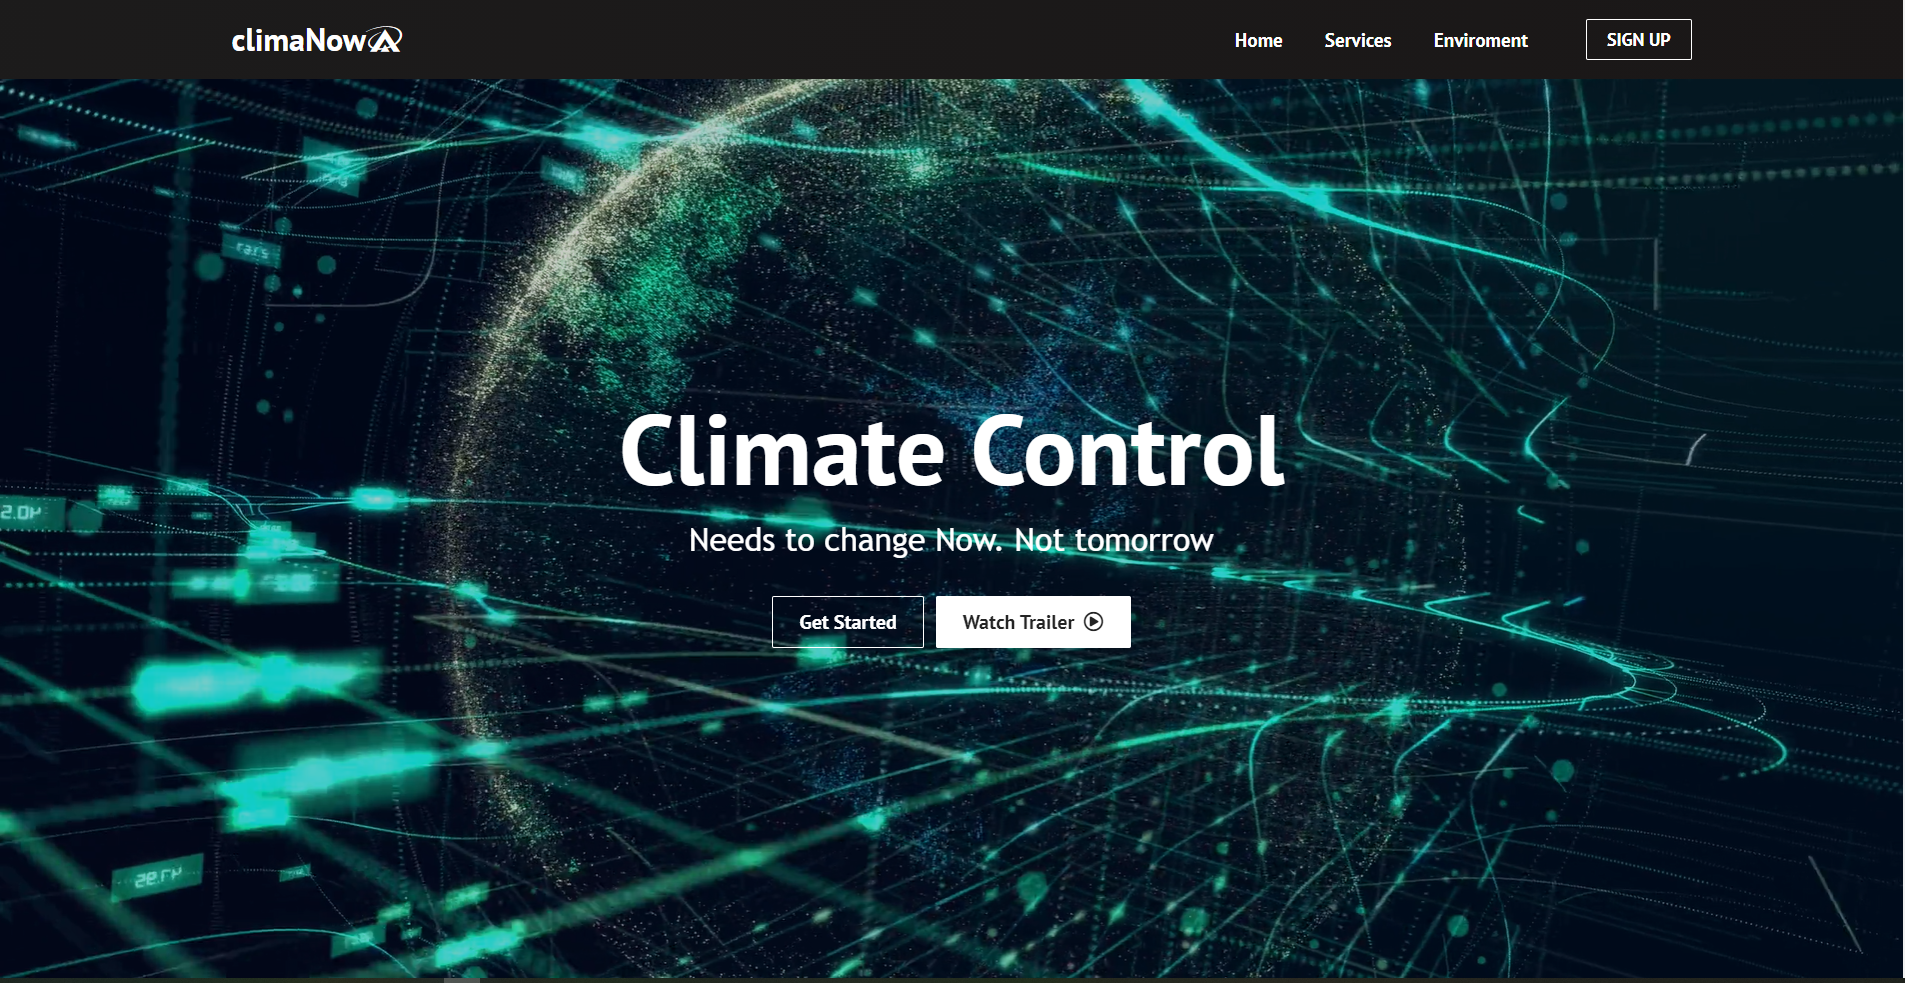 climaNow
Home
Services
Enviroment
SIGN UP
Climate Control
Needs to change Now. Not tomorrow
Get Started
Watch Trailer